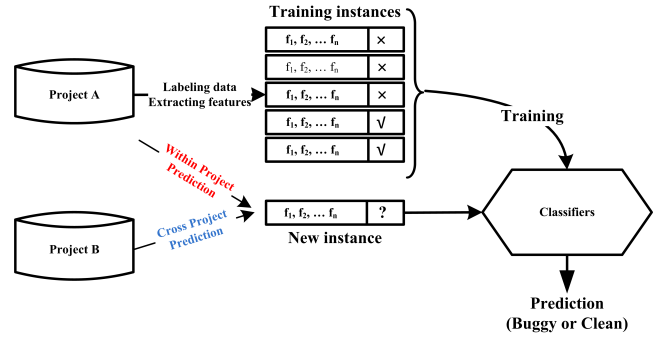 Training instances
f₁, f₂, … fₙ ×
f₁, f₂, … fₙ ×
f₁, f₂, … fₙ ×
f₁, f₂, … fₙ √
f₁, f₂, … fₙ √
Project A
Labeling data
Extracting features
Training
Within Project
Prediction
Cross Project
Prediction
Project B
f₁, f₂, … fₙ ?
New instance
Classifiers
Prediction
(Buggy or Clean)